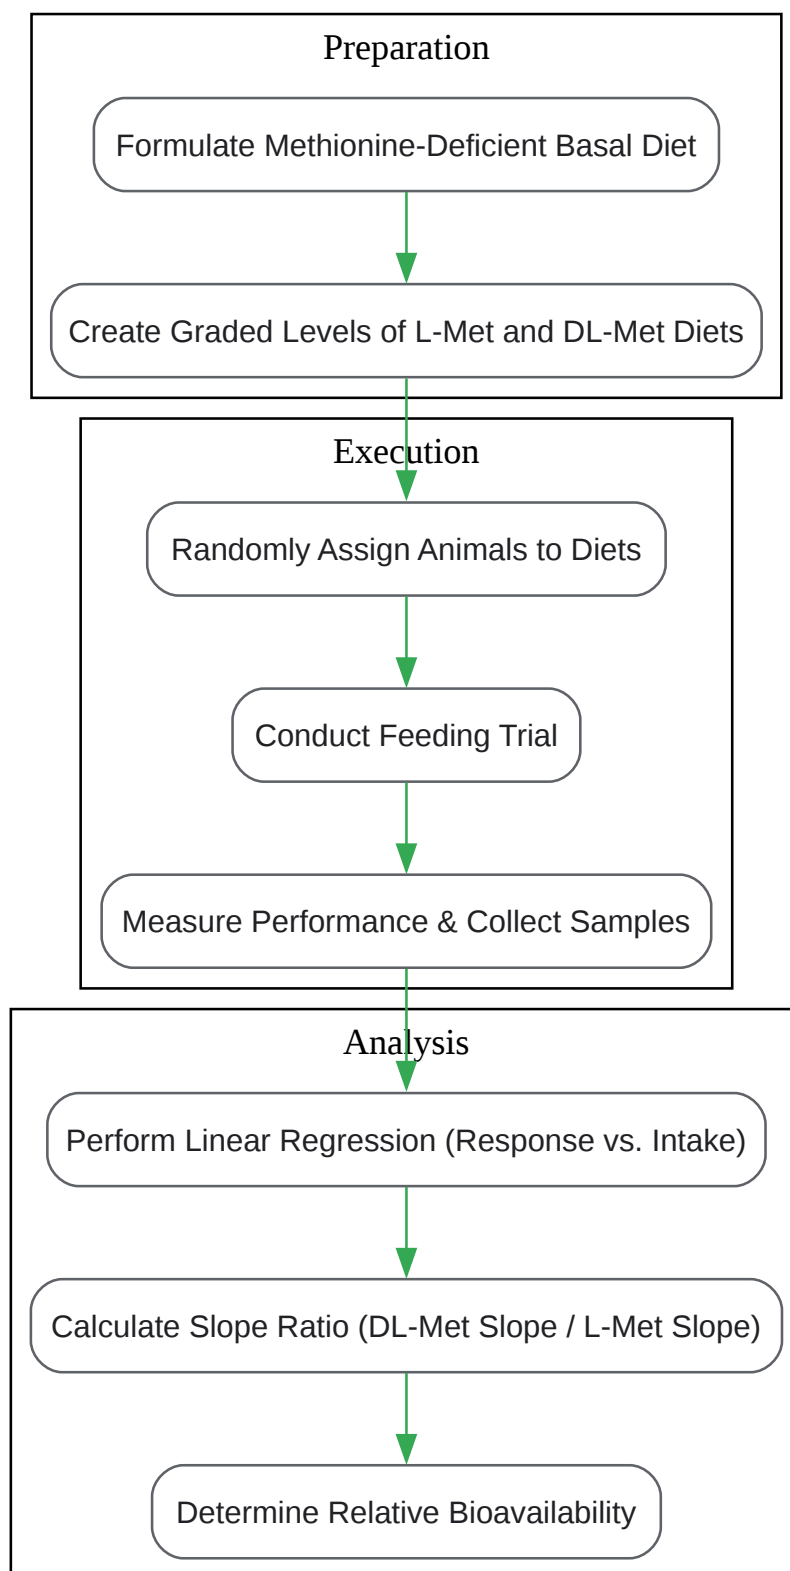 Preparation
Formulate Methionine-Deficient Basal Diet
Create Graded Levels of L-Met and DL-Met Diets
Execution
Randomly Assign Animals to Diets
Conduct Feeding Trial
Measure Performance & Collect Samples
Analysis
Perform Linear Regression (Response vs. Intake)
Calculate Slope Ratio (DL-Met Slope / L-Met Slope)
Determine Relative Bioavailability